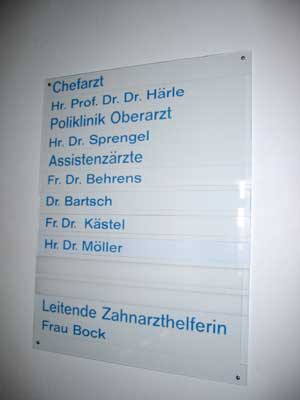 Chefarzt
Hr. Prof. Dr. Dr. Härle
Poliklinik Oberarzt
Hr. Dr. Sprengel
Assistenzärzte
Fr. Dr. Behrens
Dr. Bartsch
Fr. Dr. Kästel
Hr. Dr. Möller
Leitende Zahnarzthelferin
Frau Bock